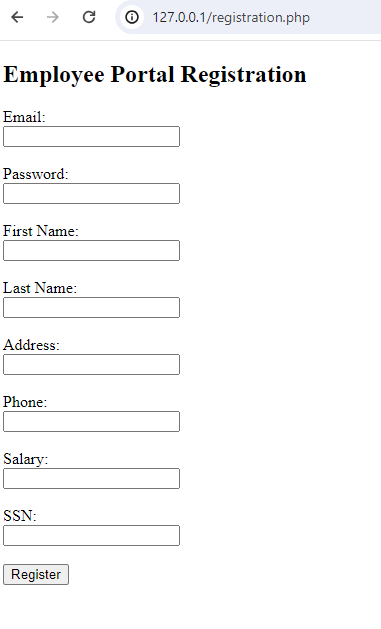 127.0.0.1/registration.php
Employee Portal Registration
Email:
Password:
First Name:
Last Name:
Address:
Phone:
Salary:
SSN:
Register